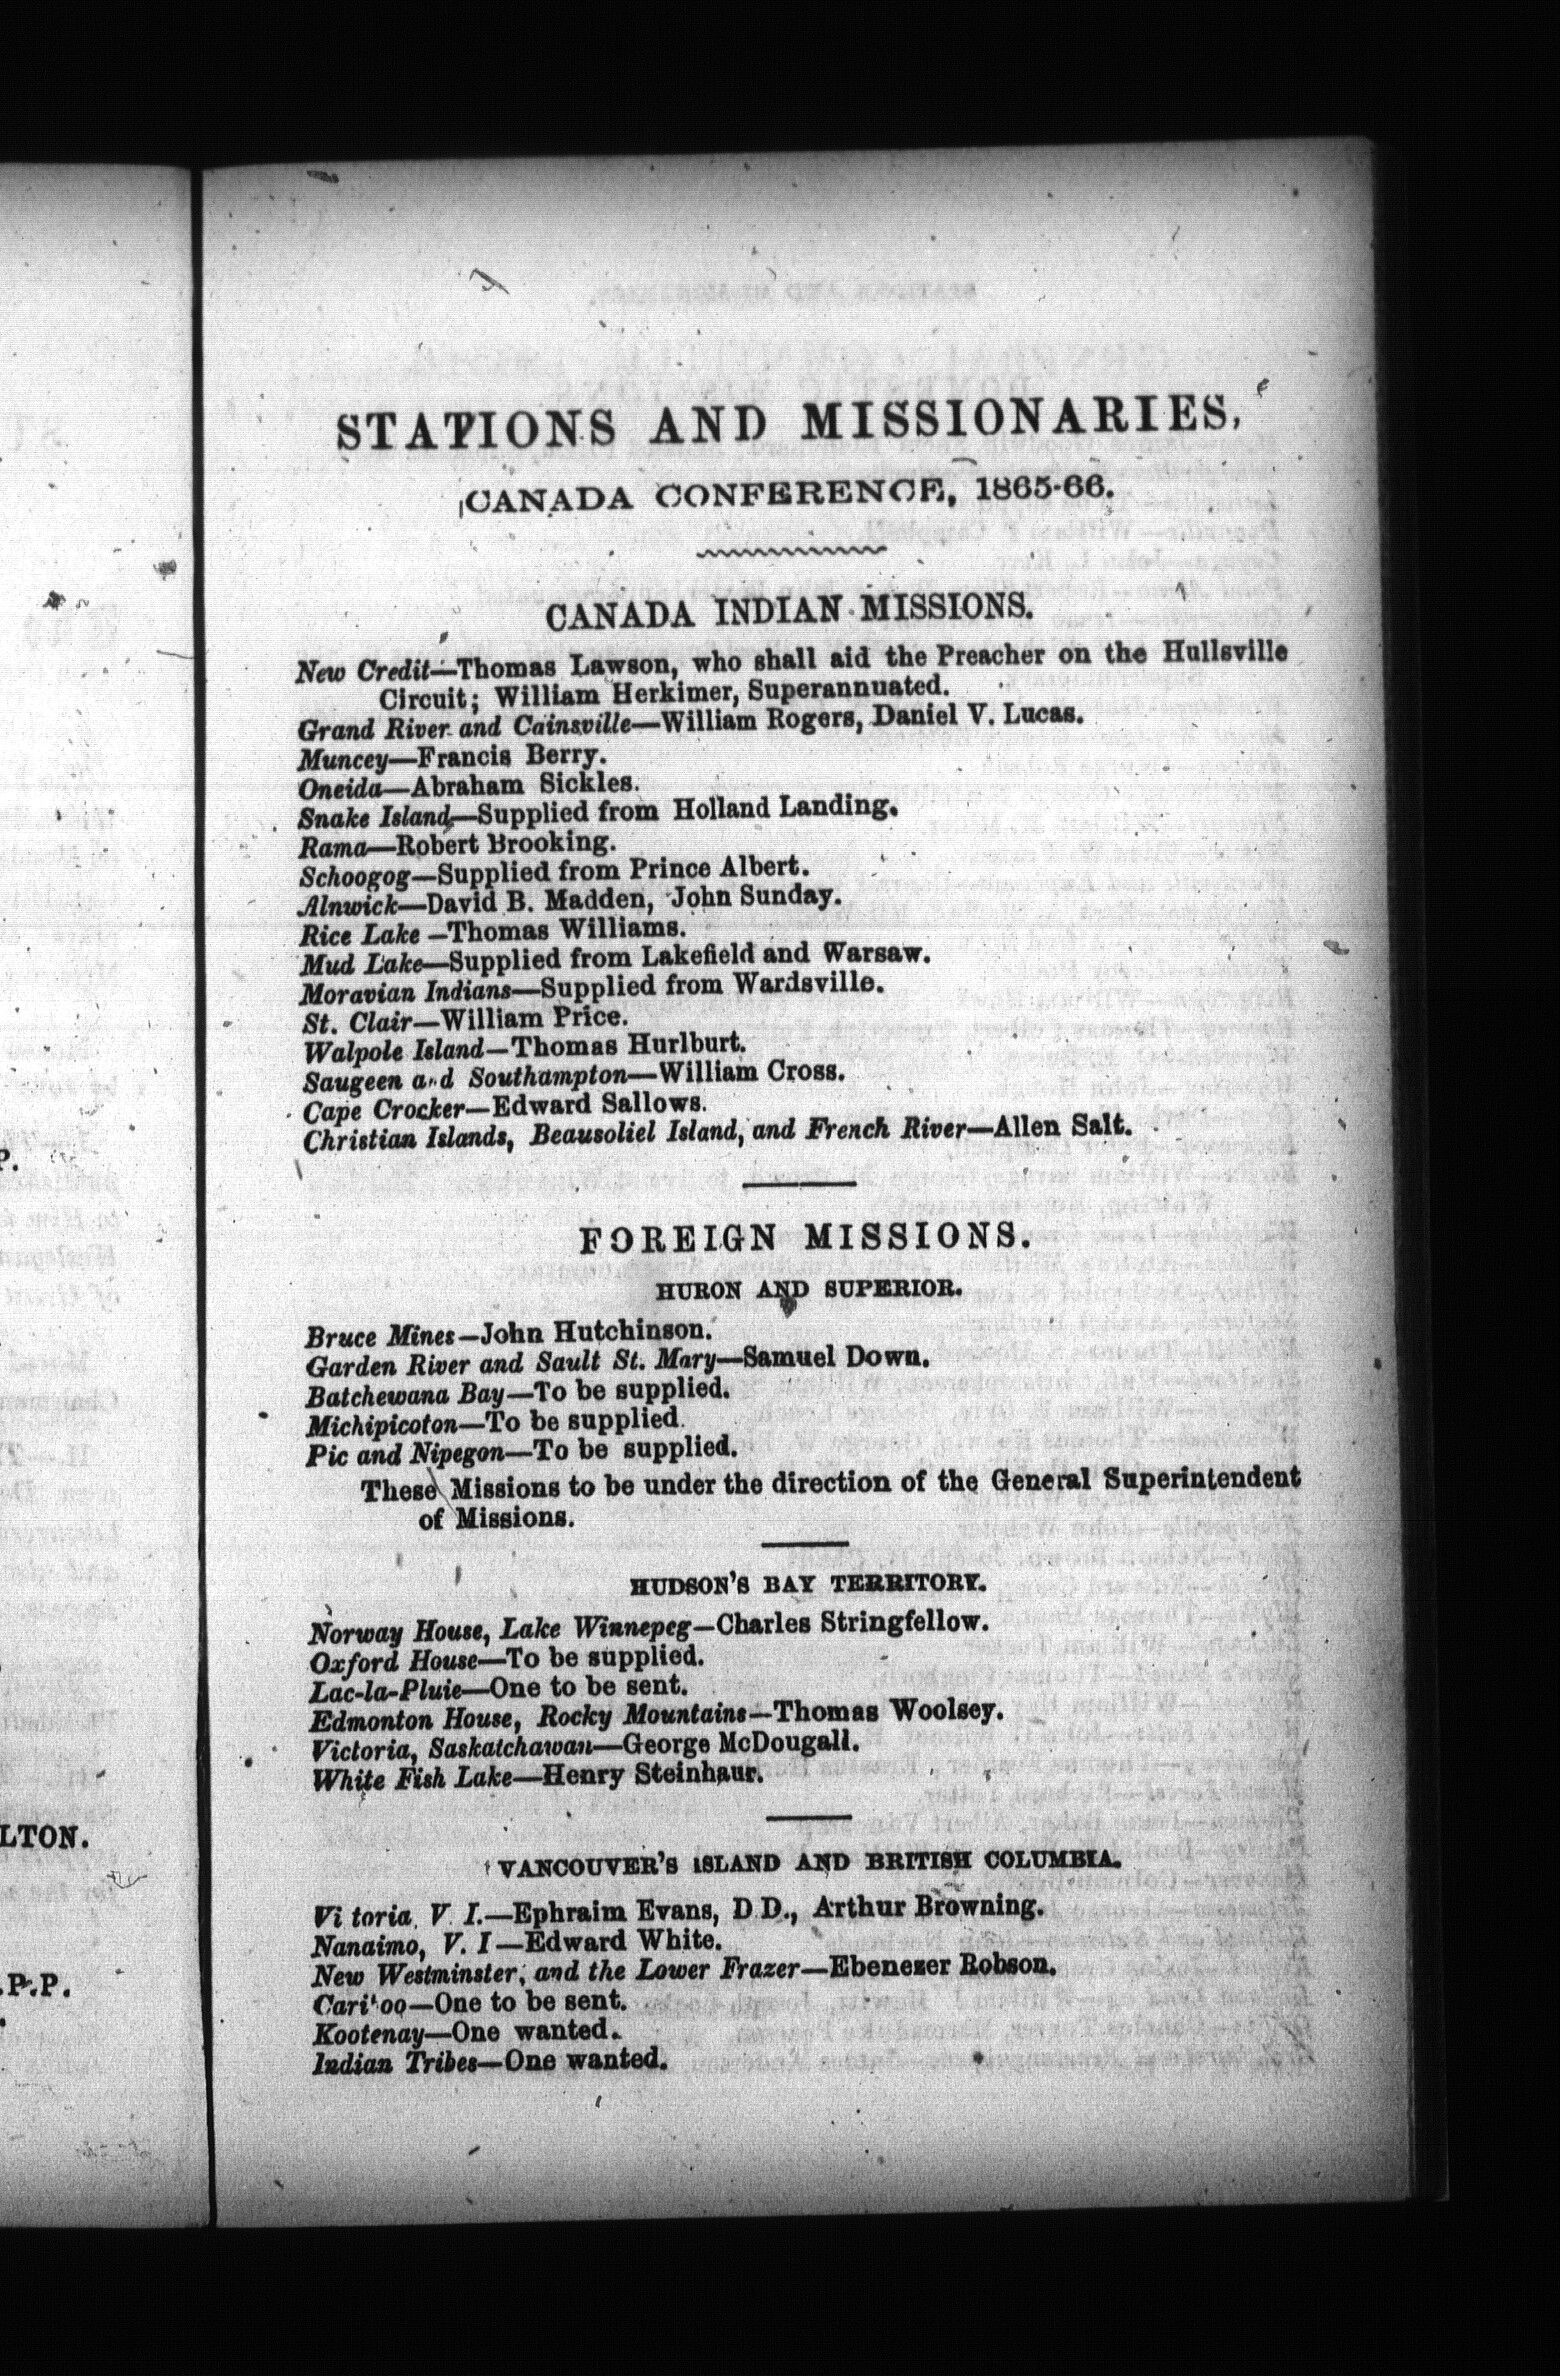 P.
LTON.
.P.P.
STATIONS AND MISSIONARIES,
CANADA CONFERENCE, 1865-66.
CANADA INDIAN MISSIONS.
New Credit—Thomas Lawson, who shall aid the Preacher on the Hullsville
Circuit; William Herkimer, Superannuated.
Grand River and Cainsville—William Rogers, Daniel V. Lucas.
Muncey—Francis Berry.
Oneida—Abraham Sickles.
Snake Island—Supplied from Holland Landing.
Rama—Robert Brooking.
Schoogog—Supplied from Prince Albert.
Alnwick—David B. Madden, John Sunday.
Rice Lake—Thomas Williams.
Mud Lake—Supplied from Lakefield and Warsaw.
Moravian Indians—Supplied from Wardsville.
St. Clair—William Price.
Walpole Island—Thomas Hurlburt.
Saugeen and Southampton—William Cross.
Cape Crocker—Edward Sallows.
Christian Islands, Beausoliel Island, and French River—Allen Salt.
FOREIGN MISSIONS.
HURON AND SUPERIOR.
Bruce Mines—John Hutchinson.
Garden River and Sault St. Mary—Samuel Down.
Batchewana Bay—To be supplied.
Michipicoton—To be supplied.
Pic and Nipegon—To be supplied.
These Missions to be under the direction of the General Superintendent
of Missions.
HUDSON'S BAY TERRITORY.
Norway House, Lake Winnepeg—Charles Stringfellow.
Oxford House—To be supplied.
Lac-la-Pluie—One to be sent.
Edmonton House, Rocky Mountains—Thomas Woolsey.
Victoria, Saskatchawan—George McDougall.
White Fish Lake—Henry Steinhaur.
VANCOUVER'S ISLAND AND BRITISH COLUMBIA.
Vi toria, V. I.—Ephraim Evans, D D., Arthur Browning.
Nanaimo, V. I—Edward White.
New Westminster, and the Lower Frazer—Ebenezer Robson.
Cari'oo—One to be sent.
Kootenay—One wanted.
Indian Tribes—One wanted.